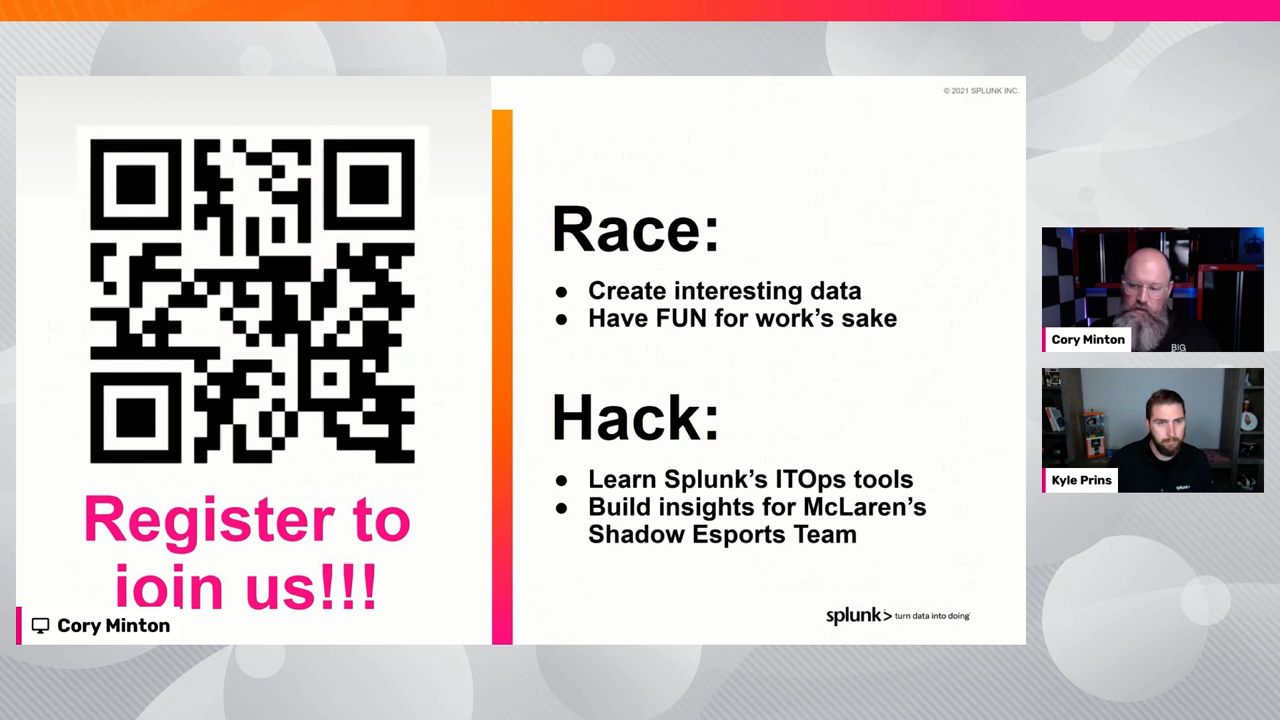 © 2021 SPLUNK INC.
Register to
join us!!!
Cory Minton
Race:
● Create interesting data
● Have FUN for work’s sake
Hack:
● Learn Splunk’s ITOps tools
● Build insights for McLaren’s
Shadow Esports Team
splunk> turn data into doing
BIG
Cory Minton
splunk>
Kyle Prins